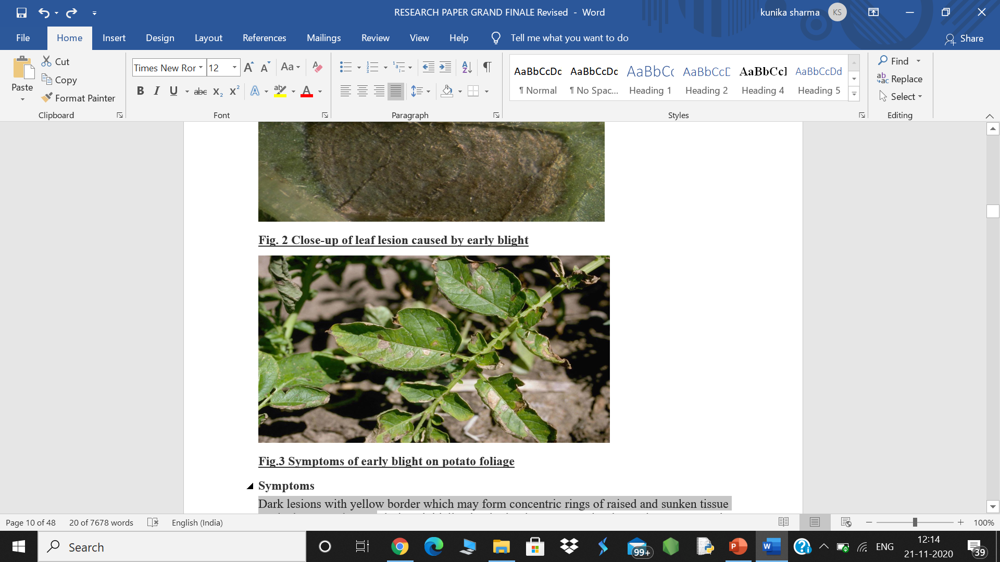 RESEARCH PAPER GRAND FINALE Revised - Word
kunika sharma KS
File Home Insert Design Layout References Mailings Review View Help Tell me what you want to do Share
Paste
Cut
Copy
Format Painter
Clipboard
Times New Ror 12 Aa
B I U abc X2 X2 A ab A
Font
Paragraph
AaBbCcDc AaBbCcDc AaBbCc AaBbCcD AaBbCcI AaBbCcDd
¶ Normal ¶ No Spac... Heading 1 Heading 2 Heading 4 Heading 5
Styles
Find
Replace
Select
Editing
Fig. 2 Close-up of leaf lesion caused by early blight
Fig.3 Symptoms of early blight on potato foliage
Symptoms
Dark lesions with yellow border which may form concentric rings of raised and sunken tissue
Page 10 of 48 20 of 7678 words English (India) 100%
Search
99+
ENG
12:14
21-11-2020
39